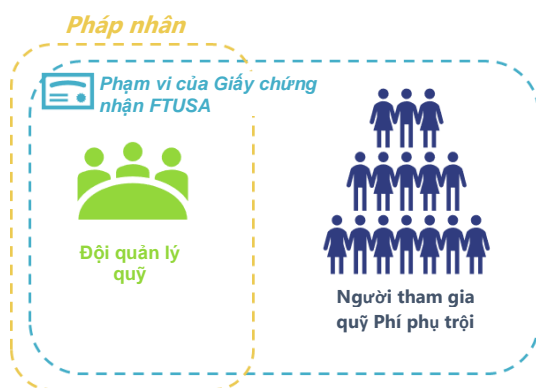 Pháp nhân
Phạm vi của Giấy chứng
nhận FTUSA
Đội quản lý
quỹ
Người tham gia
quỹ Phí phụ trội